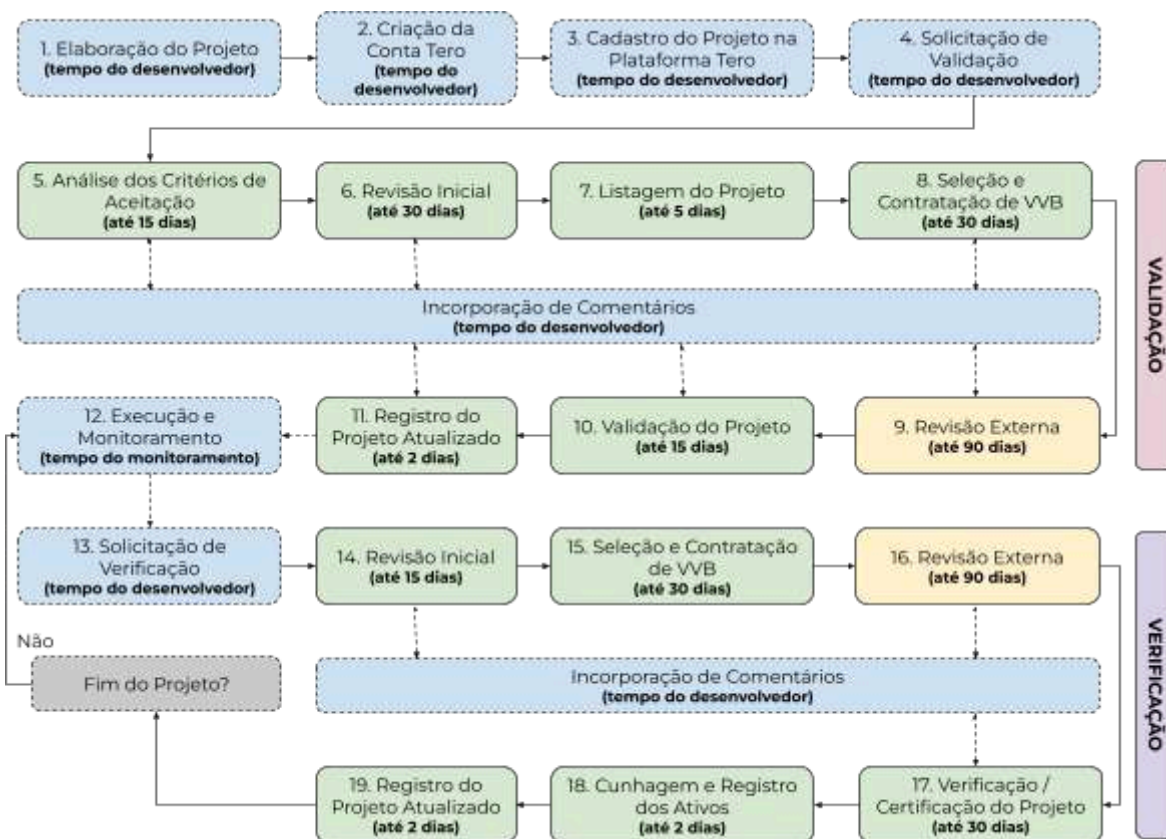 1. Elaboração do Projeto
(tempo do desenvolvedor)
2. Criação da
Conta Tero
(tempo do
desenvolvedor)
3. Cadastro do Projeto na
Plataforma Tero
(tempo do desenvolvedor)
4. Solicitação de
Validação
(tempo do desenvolvedor)
5. Análise dos Critérios de
Aceitação
(até 15 dias)
6. Revisão Inicial
(até 30 dias)
7. Listagem do Projeto
(até 5 dias)
8. Seleção e
Contratação de VVB
(até 30 dias)
VALIDAÇÃO
Incorporação de Comentários
(tempo do desenvolvedor)
12. Execução e
Monitoramento
(tempo do monitoramento)
11. Registro do
Projeto Atualizado
(até 2 dias)
10. Validação do Projeto
(até 15 dias)
9. Revisão Externa
(até 90 dias)
13. Solicitação de
Verificação
(tempo do desenvolvedor)
14. Revisão Inicial
(até 15 dias)
15. Seleção e Contratação
de VVB
(até 30 dias)
16. Revisão Externa
(até 90 dias)
VERIFICAÇÃO
Não
Fim do Projeto?
Incorporação de Comentários
(tempo do desenvolvedor)
19. Registro do
Projeto Atualizado
(até 2 dias)
18. Cunhagem e Registro
dos Ativos
(até 2 dias)
17. Verificação /
Certificação do Projeto
(até 30 dias)